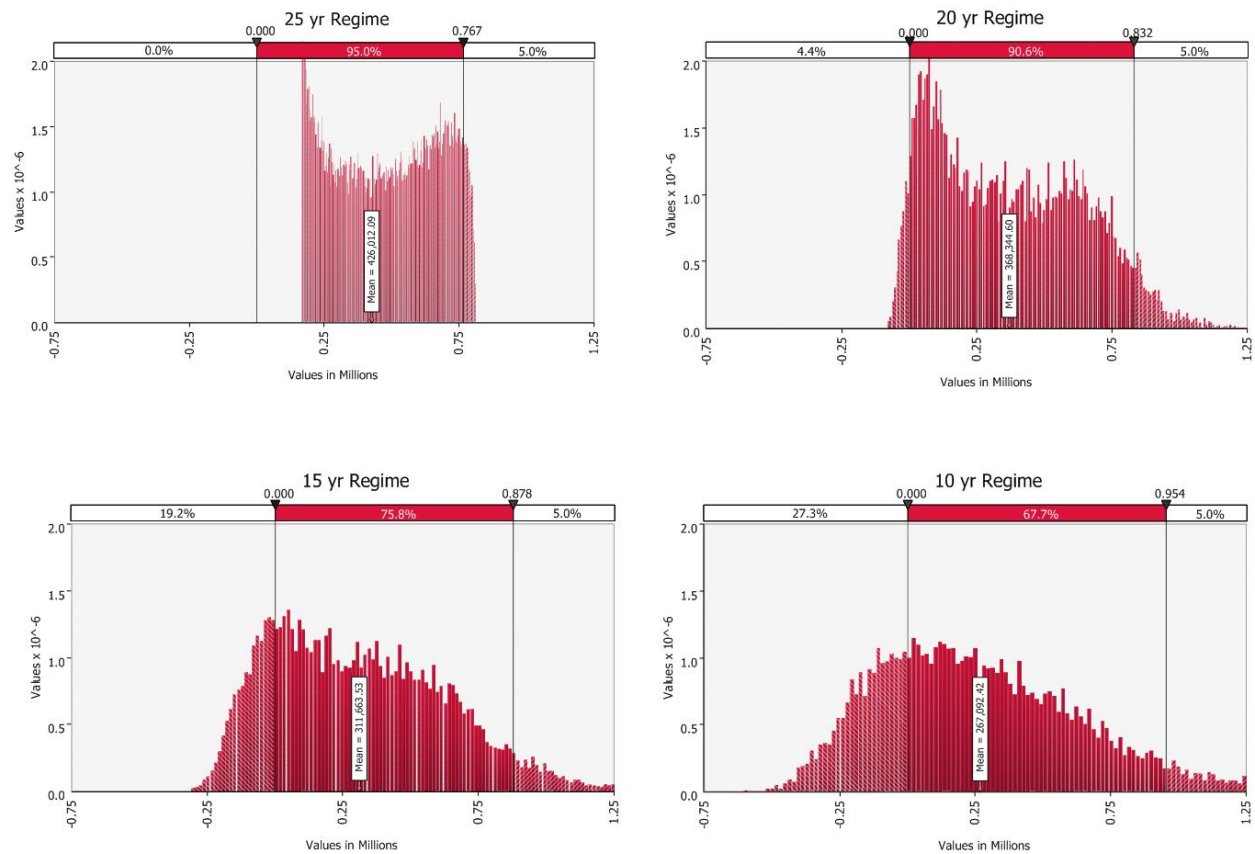 25 yr Regime
0.000 0.767
0.0% 95.0% 5.0%
2.0
1.5
1.0
0.5
0.0
Values x 10^-6
Mean = 426,012.09
-0.75 -0.25 0.25 0.75 1.25
Values in Millions
20 yr Regime
0.000 0.832
4.4% 90.6% 5.0%
2.0
1.5
1.0
0.5
0.0
Values x 10^-6
Mean = 368,344.60
-0.75 -0.25 0.25 0.75 1.25
Values in Millions
15 yr Regime
0.000 0.878
19.2% 75.8% 5.0%
2.0
1.5
1.0
0.5
0.0
Values x 10^-6
Mean = 311,663.53
-0.75 -0.25 0.25 0.75 1.25
Values in Millions
10 yr Regime
0.000 0.954
27.3% 67.7% 5.0%
2.0
1.5
1.0
0.5
0.0
Values x 10^-6
Mean = 267,092.42
-0.75 -0.25 0.25 0.75 1.25
Values in Millions